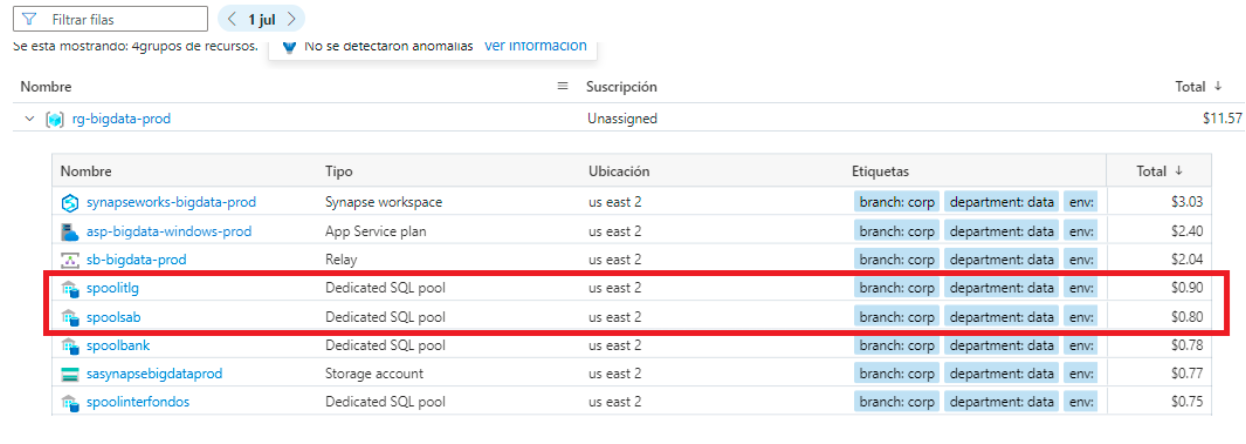 Filtrar filas < 1 jul >
Se está mostrando: 4grupos de recursos. No se detectaron anomalías Ver información
Nombre Suscripción Total ↓
rg-bigdata-prod Unassigned $11.57
Nombre Tipo Ubicación Etiquetas Total ↓
synapseworks-bigdata-prod Synapse workspace us east 2 branch: corp department: data env: $3.03
asp-bigdata-windows-prod App Service plan us east 2 branch: corp department: data env: $2.40
sb-bigdata-prod Relay us east 2 branch: corp department: data env: $2.04
spoolitlg Dedicated SQL pool us east 2 branch: corp department: data env: $0.90
spoolsab Dedicated SQL pool us east 2 branch: corp department: data env: $0.80
spoolbank Dedicated SQL pool us east 2 branch: corp department: data env: $0.78
sasynapsebigdataprod Storage account us east 2 branch: corp department: data env: $0.77
spoolinterfondos Dedicated SQL pool us east 2 branch: corp department: data env: $0.75